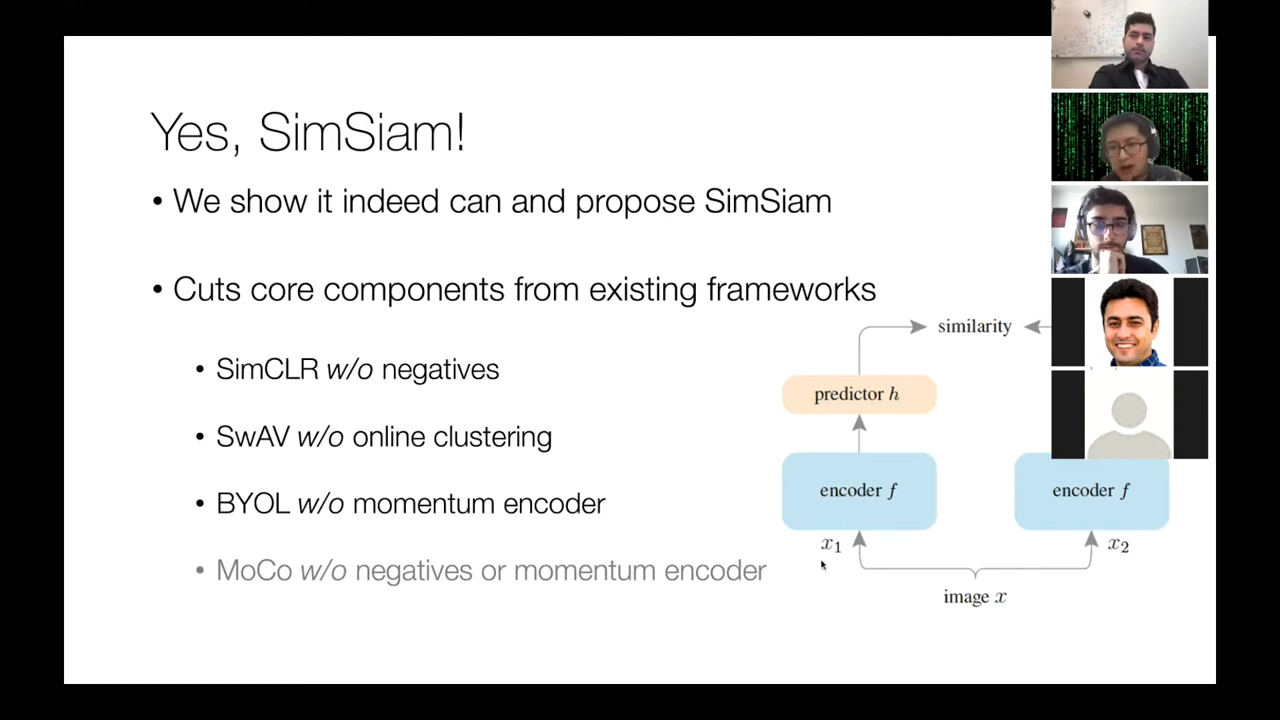 Yes, SimSiam!
• We show it indeed can and propose SimSiam
• Cuts core components from existing frameworks
• SimCLR w/o negatives
• SwAV w/o online clustering
• BYOL w/o momentum encoder
• MoCo w/o negatives or momentum encoder
similarity
predictor h
encoder f
encoder f
x1
x2
image x